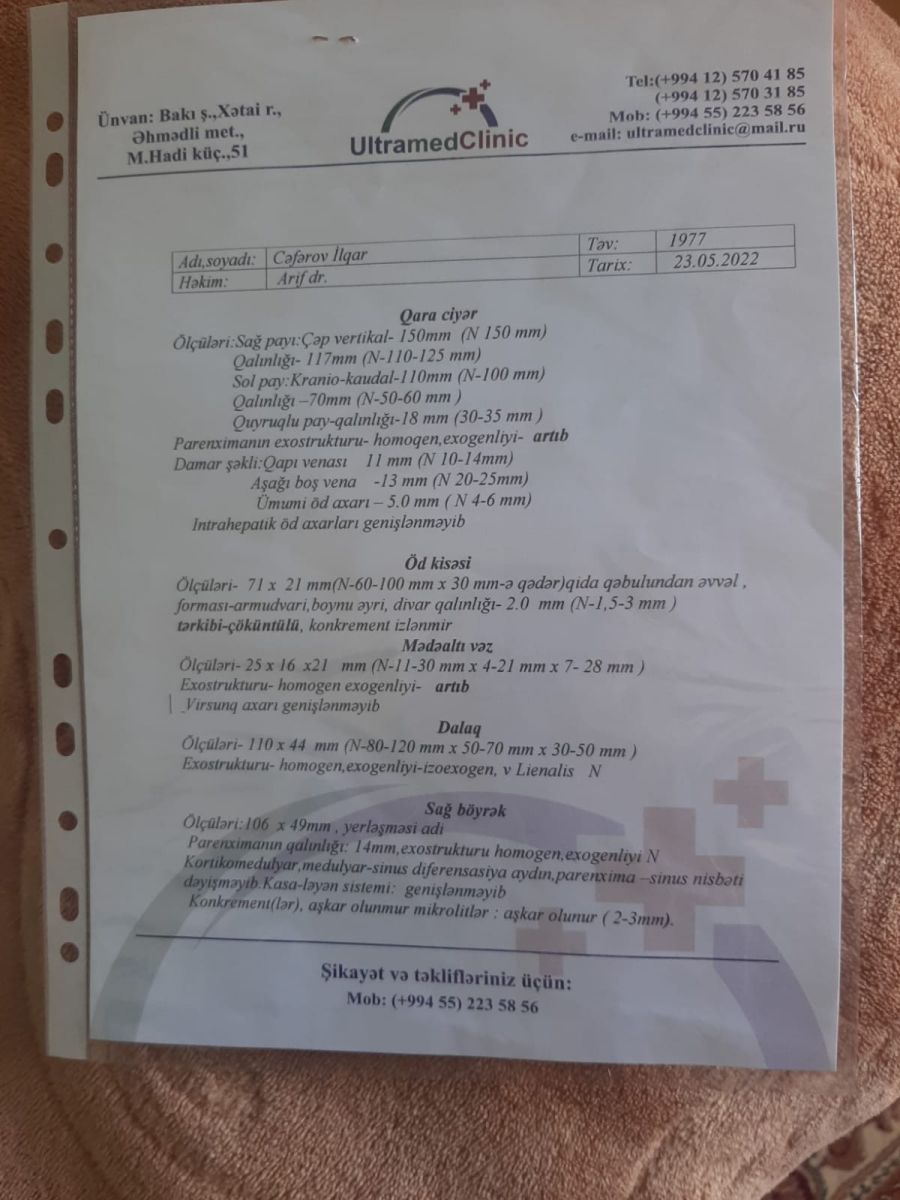 Ünvan: Bakı ş.,Xətai r.,
Əhmədli met.,
M.Hadi küç.,51
UltramedClinic
Tel:(+994 12) 570 41 85
(+994 12) 570 31 85
Mob: (+994 55) 223 58 56
e-mail: ultramedclinic@mail.ru
Adı,soyadı: Cəfərov İlqar Təv: 1977
Həkim: Arif dr. Tarix: 23.05.2022
Qara ciyər
Ölçüləri:Sağ payı:Çəp vertikal- 150mm (N 150 mm)
Qalınlığı- 117mm (N-110-125 mm)
Sol pay:Kranio-kaudal-110mm (N-100 mm)
Qalınlığı –70mm (N-50-60 mm )
Quyruqlu pay-qalınlığı-18 mm (30-35 mm )
Parenximanın exostrukturu- homoqen,exogenliyi- artıb
Damar şəkli:Qapı venası 11 mm (N 10-14mm)
Aşağı boş vena -13 mm (N 20-25mm)
Ümumi öd axarı – 5.0 mm ( N 4-6 mm)
Intrahepatik öd axarları genişlənməyib
Öd kisəsi
Ölçüləri- 71 x 21 mm(N-60-100 mm x 30 mm-ə qədər)qida qəbulundan əvvəl ,
forması-armudvari,boynu əyri, divar qalınlığı- 2.0 mm (N-1,5-3 mm )
tərkibi-çöküntülü, konkrement izlənmir
Mədəaltı vəz
Ölçüləri- 25 x 16 x21 mm (N-11-30 mm x 4-21 mm x 7- 28 mm )
Exostrukturu- homogen exogenliyi- artıb
Virsunq axarı genişlənməyib
Dalaq
Ölçüləri- 110 x 44 mm (N-80-120 mm x 50-70 mm x 30-50 mm )
Exostrukturu- homogen,exogenliyi-izoexogen, v Lienalis N
Sağ böyrək
Ölçüləri:106 x 49mm , yerləşməsi adi
Parenximanın qalınlığı: 14mm,exostrukturu homogen,exogenliyi N
Kortikomedulyar,medulyar-sinus diferensasiya aydın,parenxima –sinus nisbəti
dəyişməyib.Kasa-ləyən sistemi: genişlənməyib
Konkrement(lər), aşkar olunmur mikrolitlər : aşkar olunur ( 2-3mm).
Şikayət və təklifləriniz üçün:
Mob: (+994 55) 223 58 56